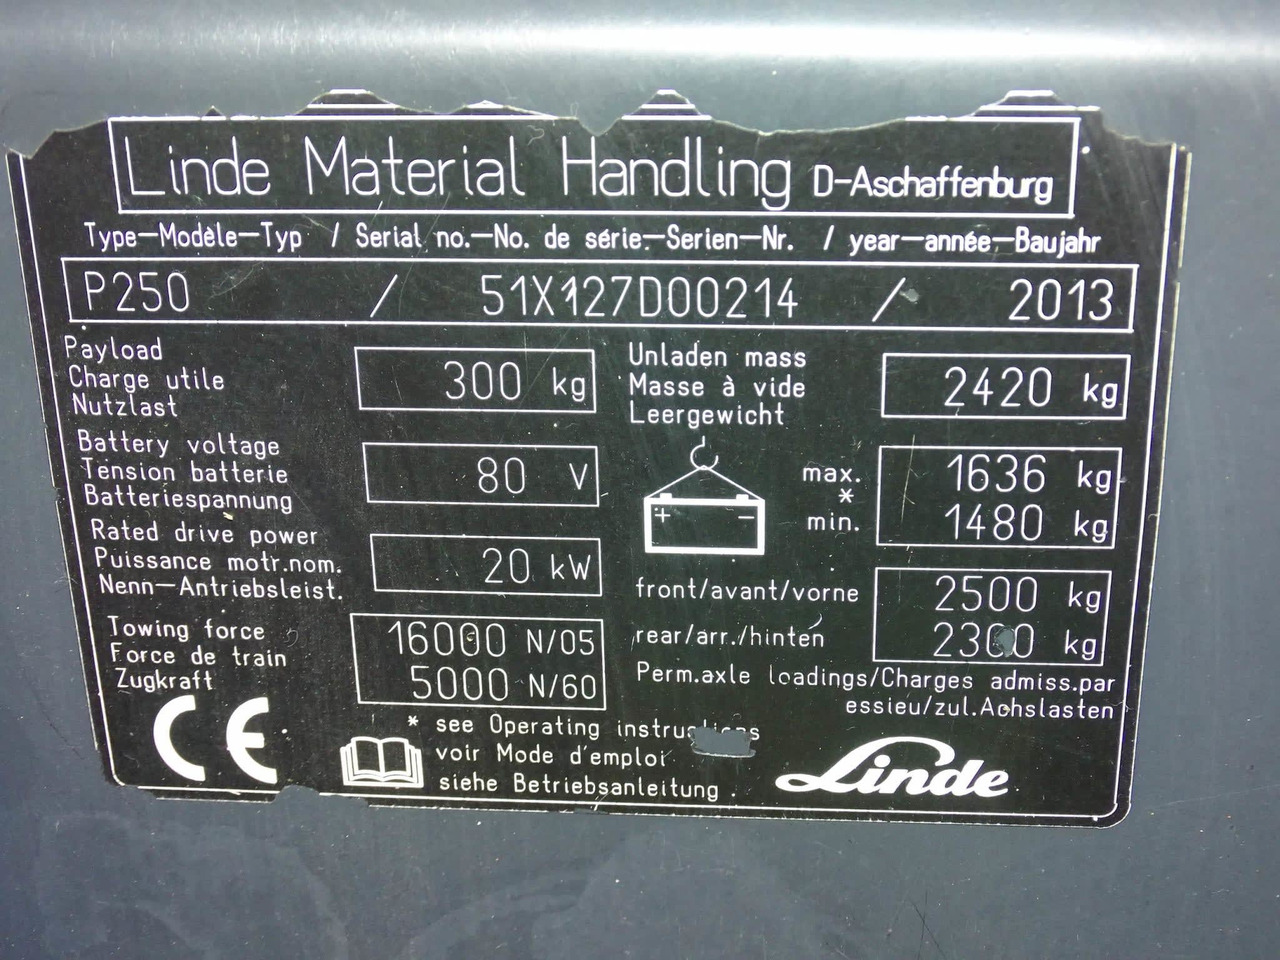 Linde Material Handling D-Aschaffenburg
Type-Modèle-Typ / Serial no.-No. de série.-Serien-Nr. / year-année-Baujahr
P250 / 51X127D00214 / 2013
Payload
Charge utile
Nutzlast
300 kg
Unladen mass
Masse à vide
Leergewicht
2420 kg
Battery voltage
Tension batterie
Batteriespannung
80 V
+ -
max. 1636 kg
*
min. 1480 kg
Rated drive power
Puissance motr.nom.
Nenn-Antriebsleist.
20 kW
front/avant/vorne 2500 kg
rear/arr./hinten 2300 kg
Perm.axle loadings/Charges admiss.par
essieu/zul.Achslasten
Towing force
Force de train
Zugkraft
16000 N/05
5000 N/60
CE
* see Operating instructions
voir Mode d'emploi
siehe Betriebsanleitung .
Linde